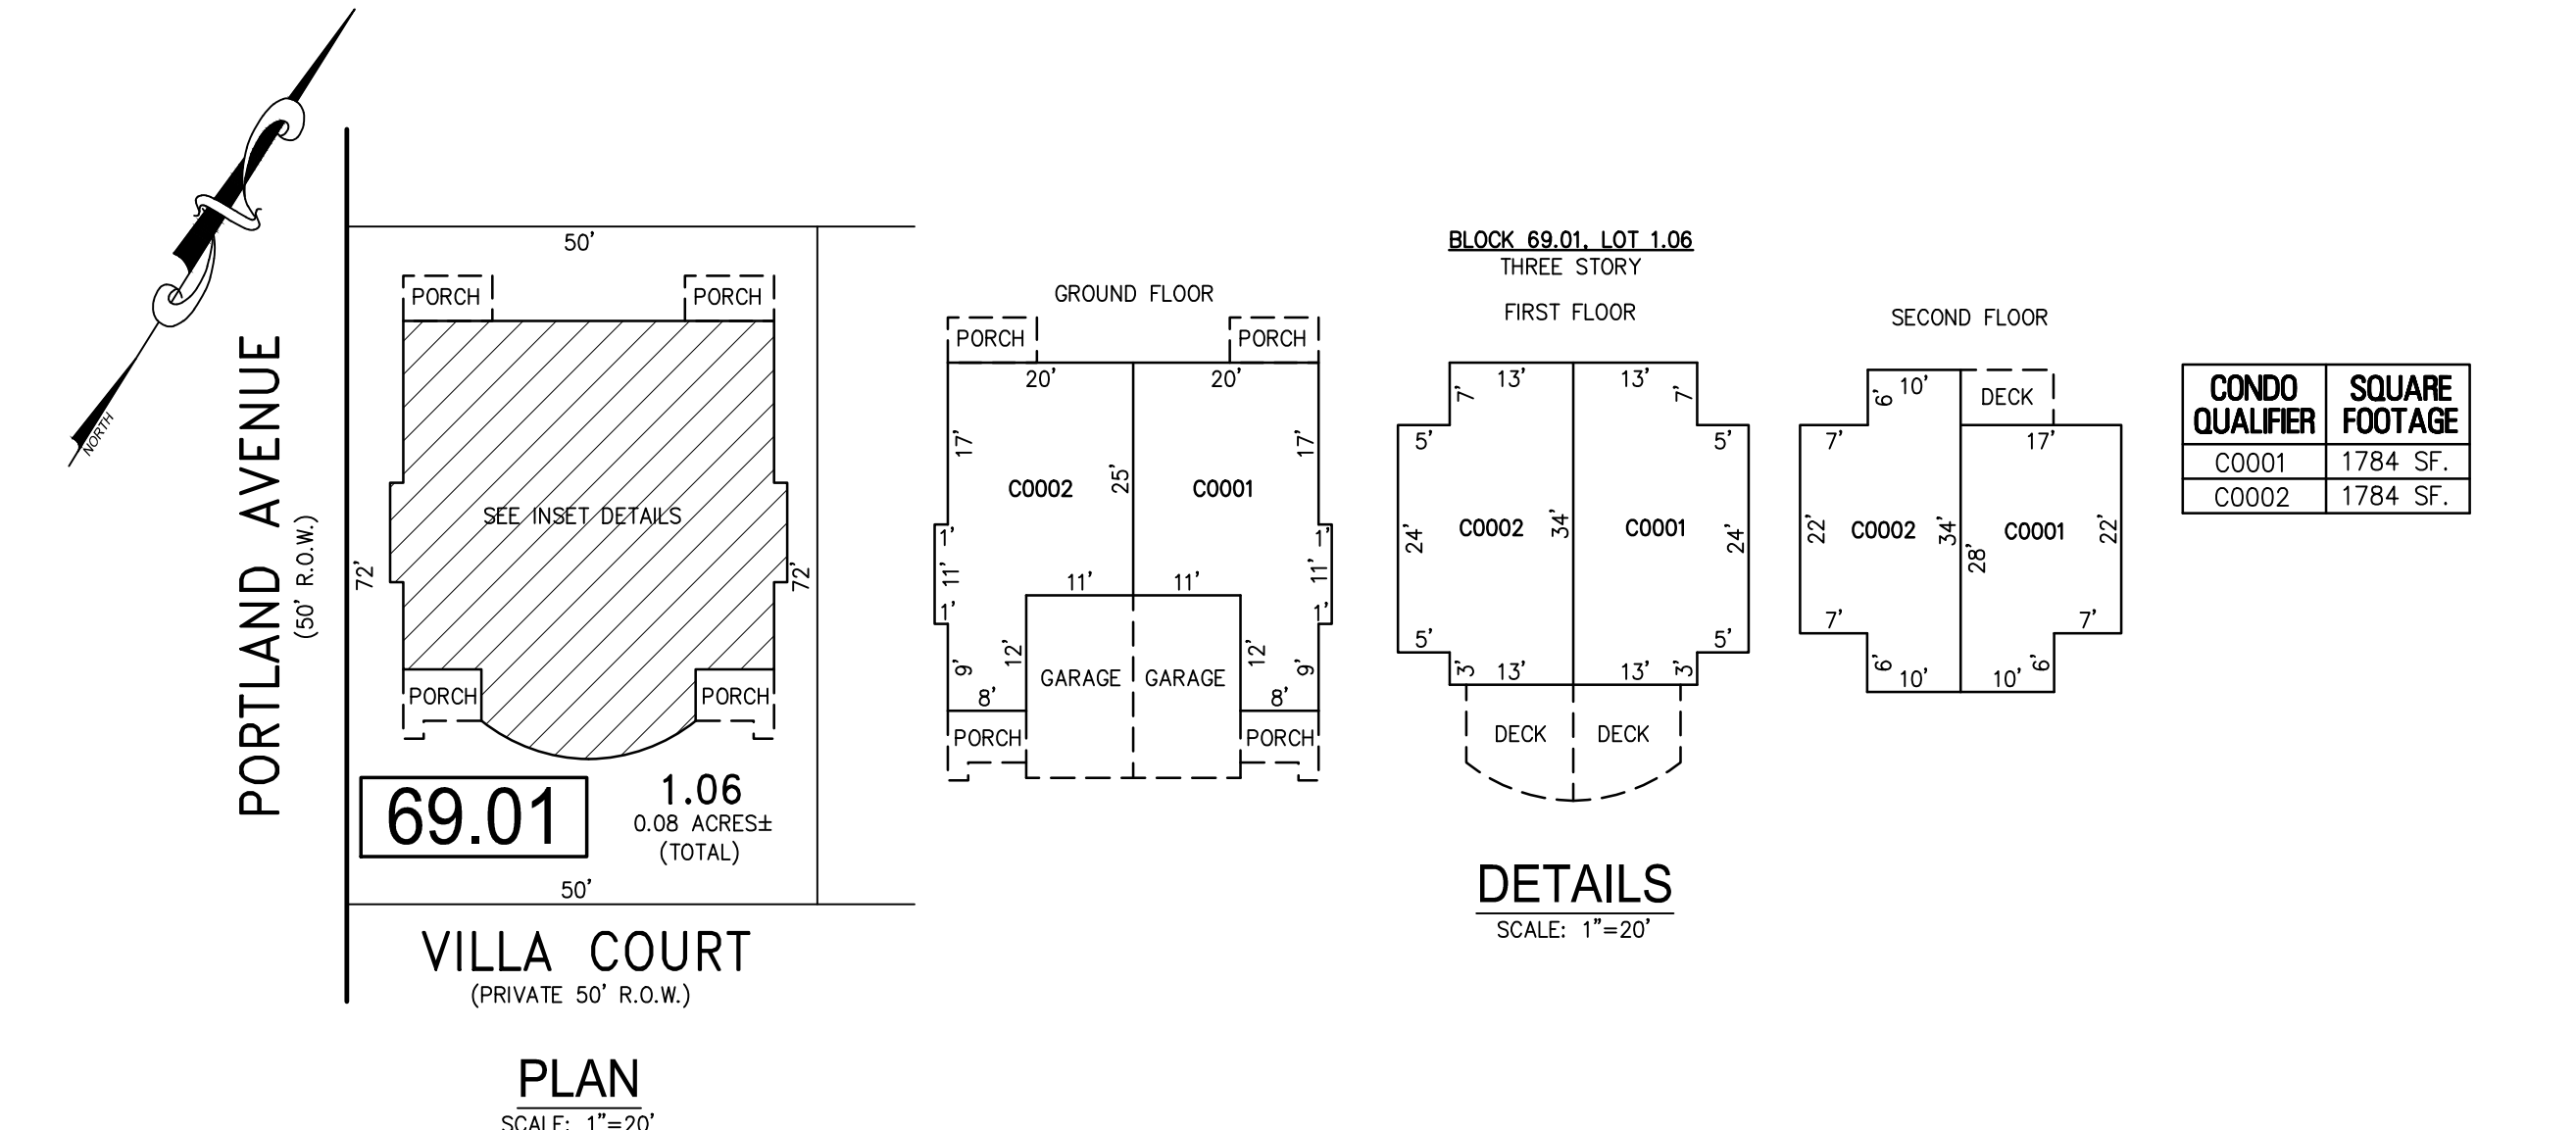 NORTH
PORTLAND AVENUE
(50' R.O.W.)
50'
PORCH
PORCH
SEE INSET DETAILS
72'
72'
PORCH
PORCH
69.01
1.06
0.08 ACRES±
(TOTAL)
50'
VILLA COURT
(PRIVATE 50' R.O.W.)
PLAN
SCALE: 1"=20'
BLOCK 69.01, LOT 1.06
THREE STORY
GROUND FLOOR
PORCH
PORCH
20'
20'
17'
17'
25'
C0002
C0001
1'
1'
11'
11'
1'
1'
11'
11'
9'
12'
12'
9'
GARAGE
GARAGE
8'
8'
PORCH
PORCH
FIRST FLOOR
13'
13'
7'
7'
5'
5'
24'
C0002
34'
C0001
24'
5'
5'
3'
13'
13'
3'
DECK
DECK
SECOND FLOOR
6'
10'
DECK
7'
17'
22'
C0002
34'
28'
C0001
22'
7'
7'
6'
10'
10'
6'
DETAILS
SCALE: 1"=20'
CONDO QUALIFIER
SQUARE FOOTAGE
C0001 1784 SF.
C0002 1784 SF.